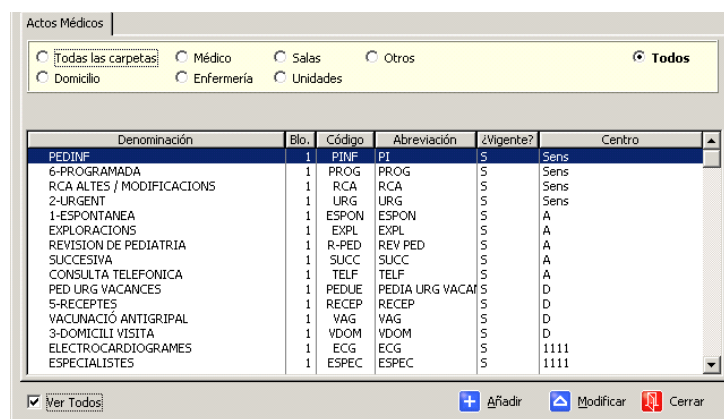 Actos Médicos
Todas las carpetas Médico Salas Otros Todos
Domicilio Enfermería Unidades
Denominación Blo. Código Abreviación ¿Vigente? Centro
PEDINF 1 PINF PI S Sens
6-PROGRAMADA 1 PROG PROG S Sens
RCA ALTES / MODIFICACIONS 1 RCA RCA S Sens
2-URGENT 1 URG URG S Sens
1-ESPONTANEA 1 ESPON ESPON S A
EXPLORACIONS 1 EXPL EXPL S A
REVISION DE PEDIATRIA 1 R-PED REV PED S A
SUCCESIVA 1 SUCC SUCC S A
CONSULTA TELEFONICA 1 TELF TELF S A
PED URG VACANCES 1 PEDUE PEDIA URG VACAN S D
5-RECEPTES 1 RECEP RECEP S D
VACUNACIÓ ANTIGRIPAL 1 VAG VAG S D
3-DOMICILI VISITA 1 VDOM VDOM S D
ELECTROCARDIOGRAMES 1 ECG ECG S 1111
ESPECIALISTES 1 ESPEC ESPEC S 1111
Ver Todos Añadir Modificar Cerrar